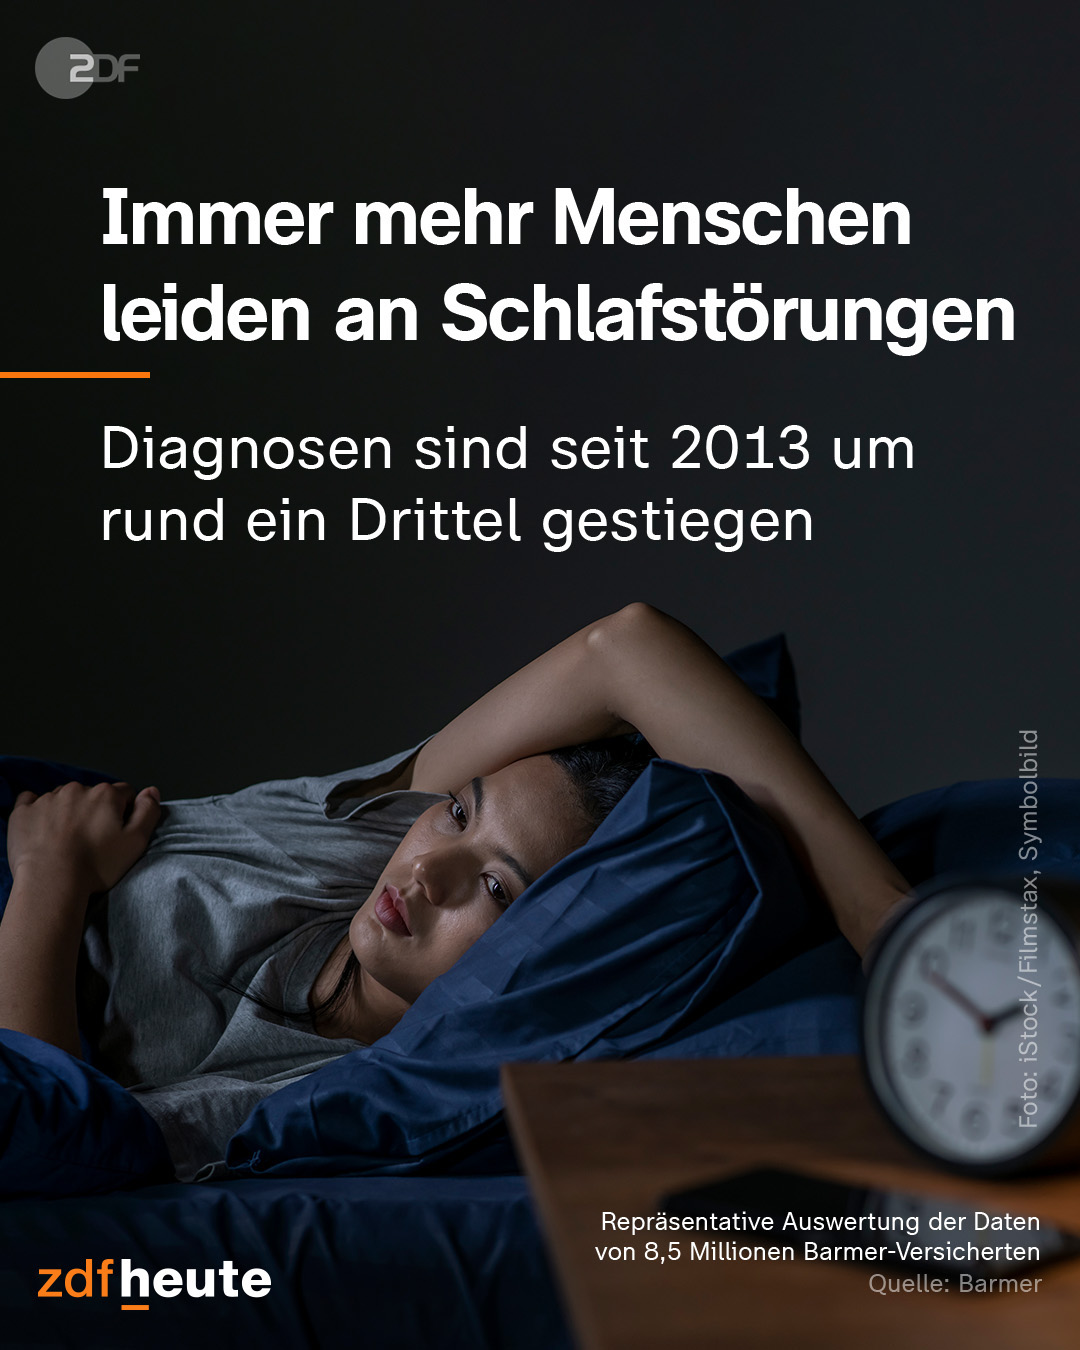 ZDF
Immer mehr Menschen
leiden an Schlafstörungen
Diagnosen sind seit 2013 um
rund ein Drittel gestiegen
Foto: iStock/Filmstax, Symbolbild
Repräsentative Auswertung der Daten
von 8,5 Millionen Barmer-Versicherten
Quelle: Barmer
zdfheute